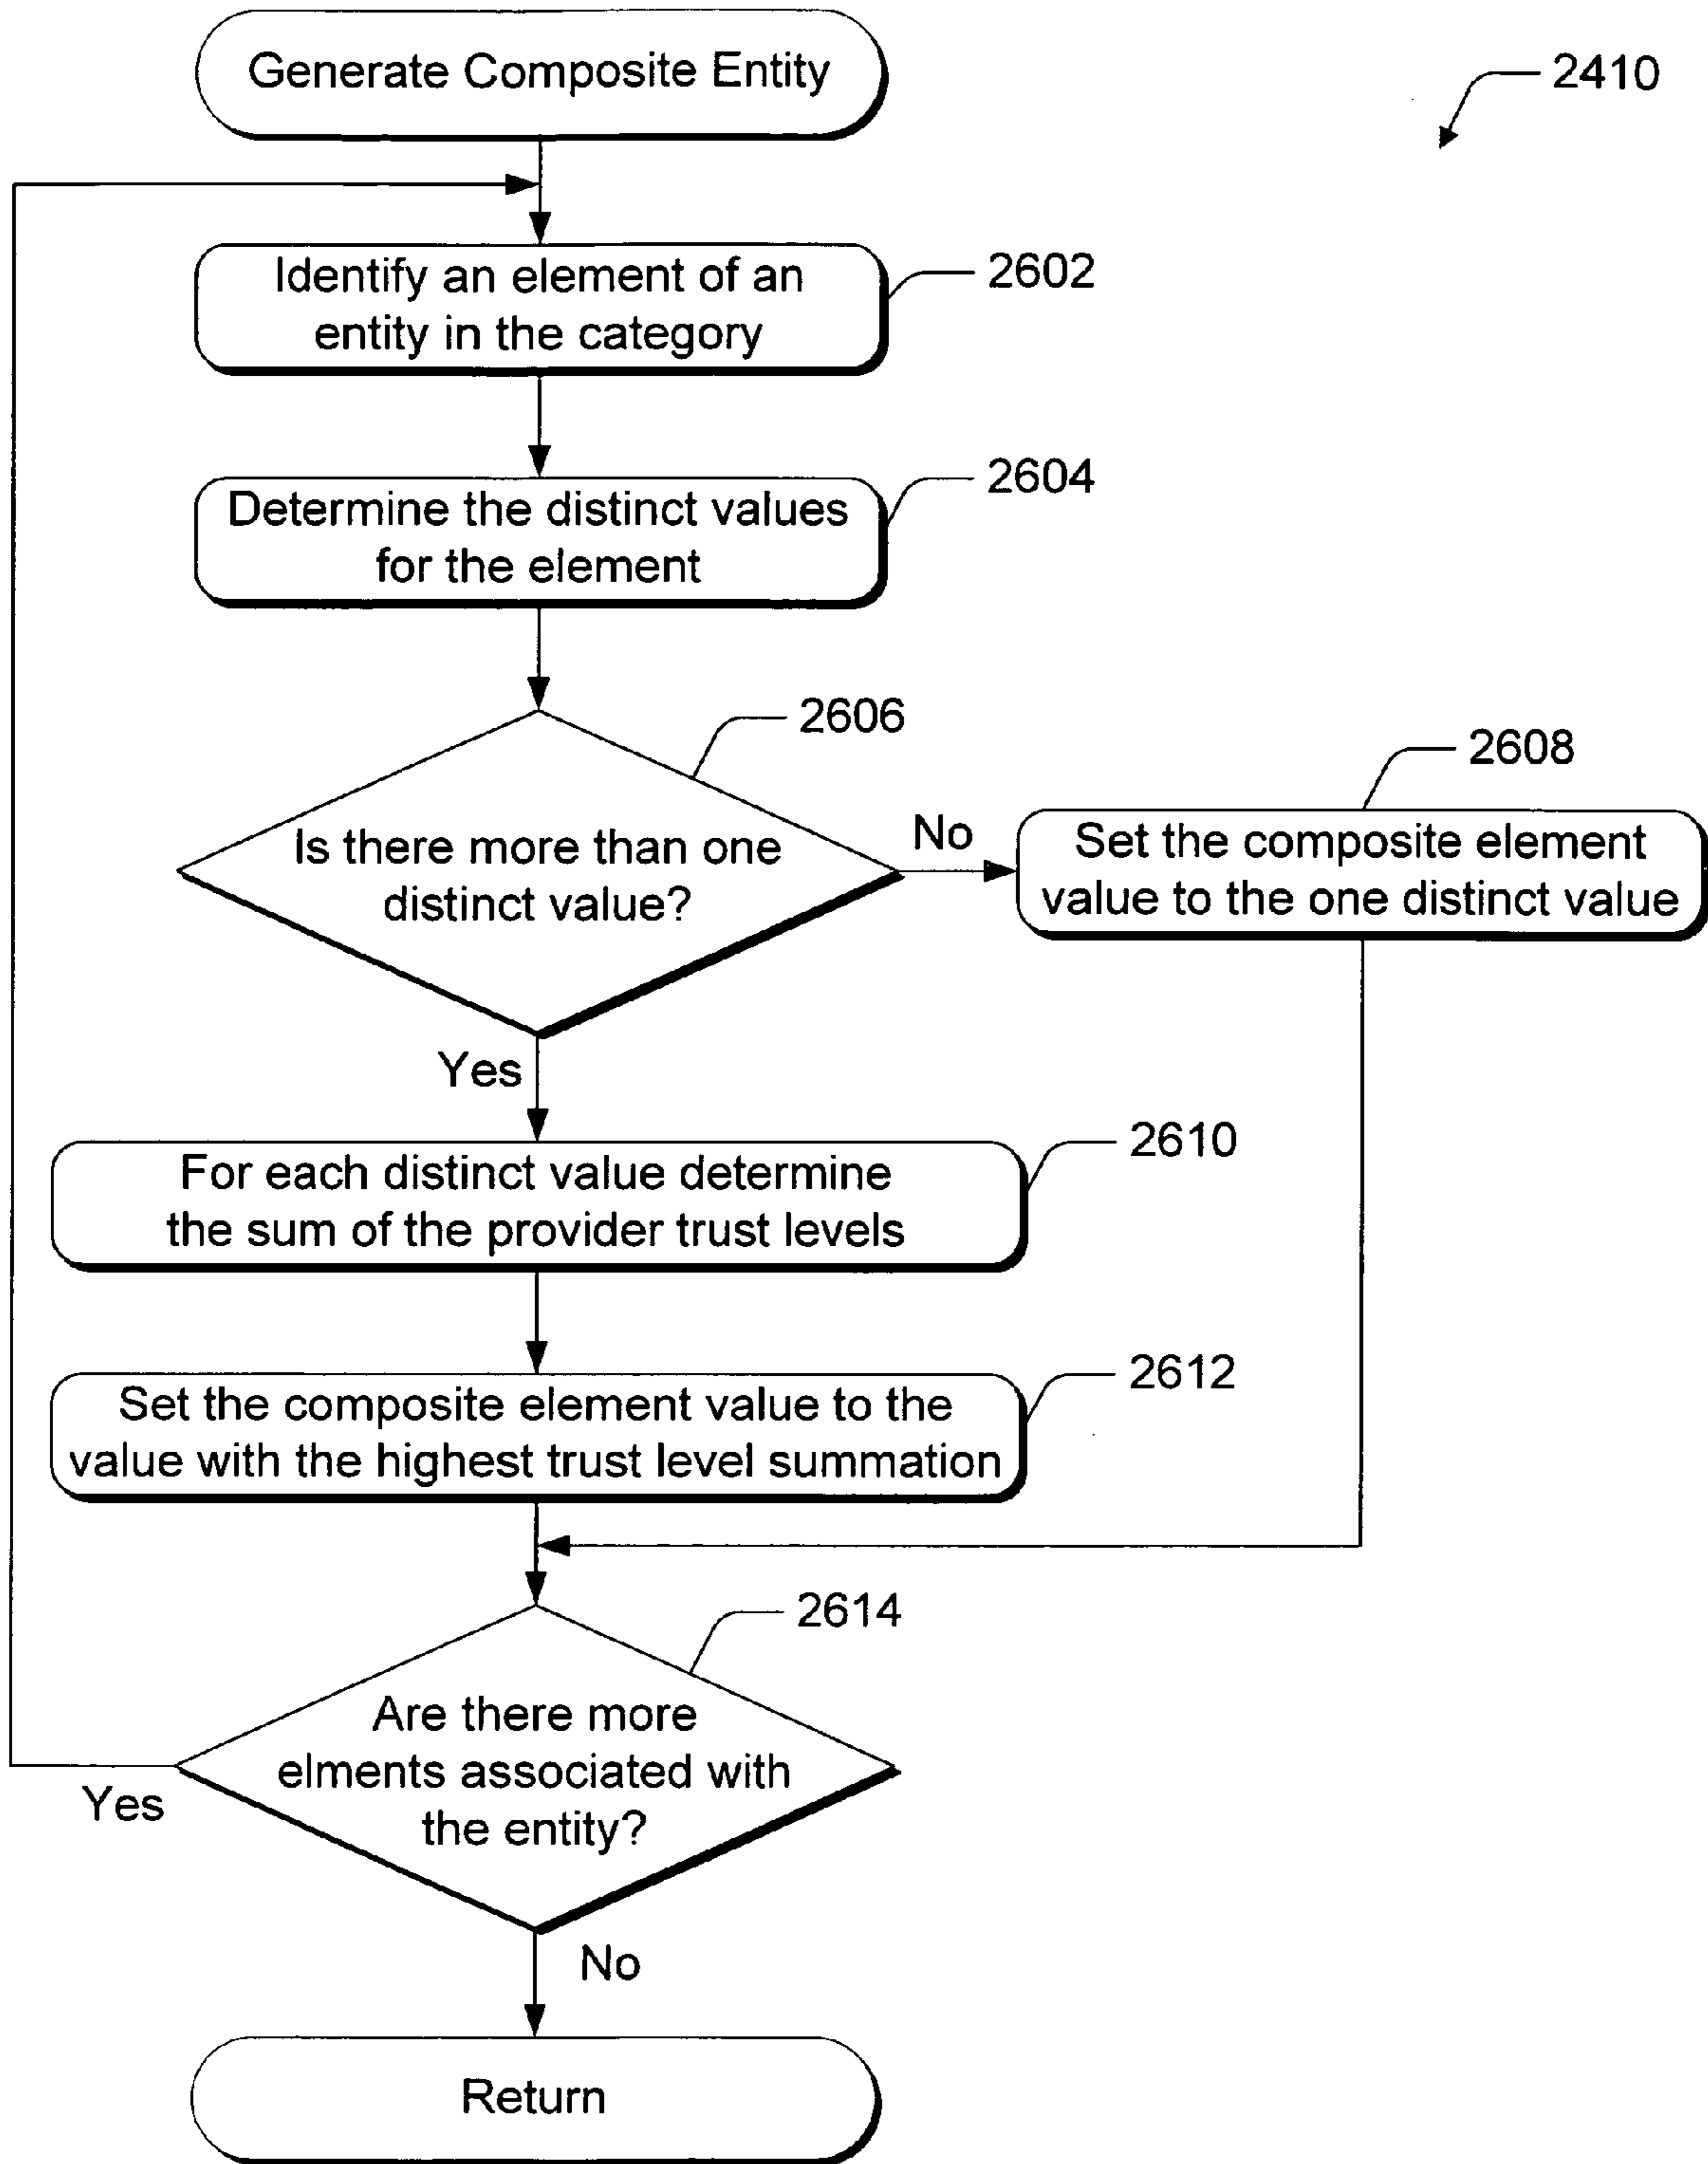 Generate Composite Entity
2410
Identify an element of an
entity in the category
2602
Determine the distinct values
for the element
2604
2606
Is there more than one
distinct value?
No
2608
Set the composite element
value to the one distinct value
Yes
2610
For each distinct value determine
the sum of the provider trust levels
2612
Set the composite element value to the
value with the highest trust level summation
2614
Are there more
elments associated with
the entity?
Yes
No
Return